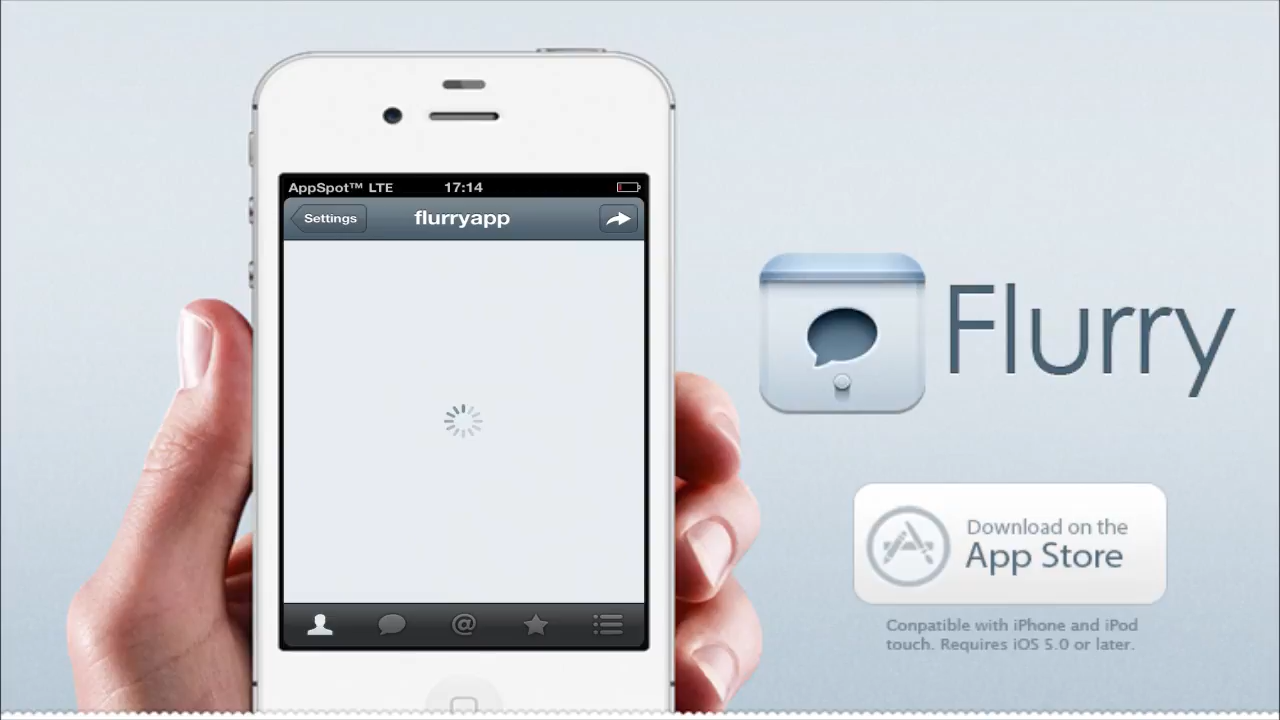 AppSpot™ LTE 17:14
Settings flurryapp
@
Flurry
Download on the
App Store
Compatible with iPhone and iPod
touch. Requires iOS 5.0 or later.